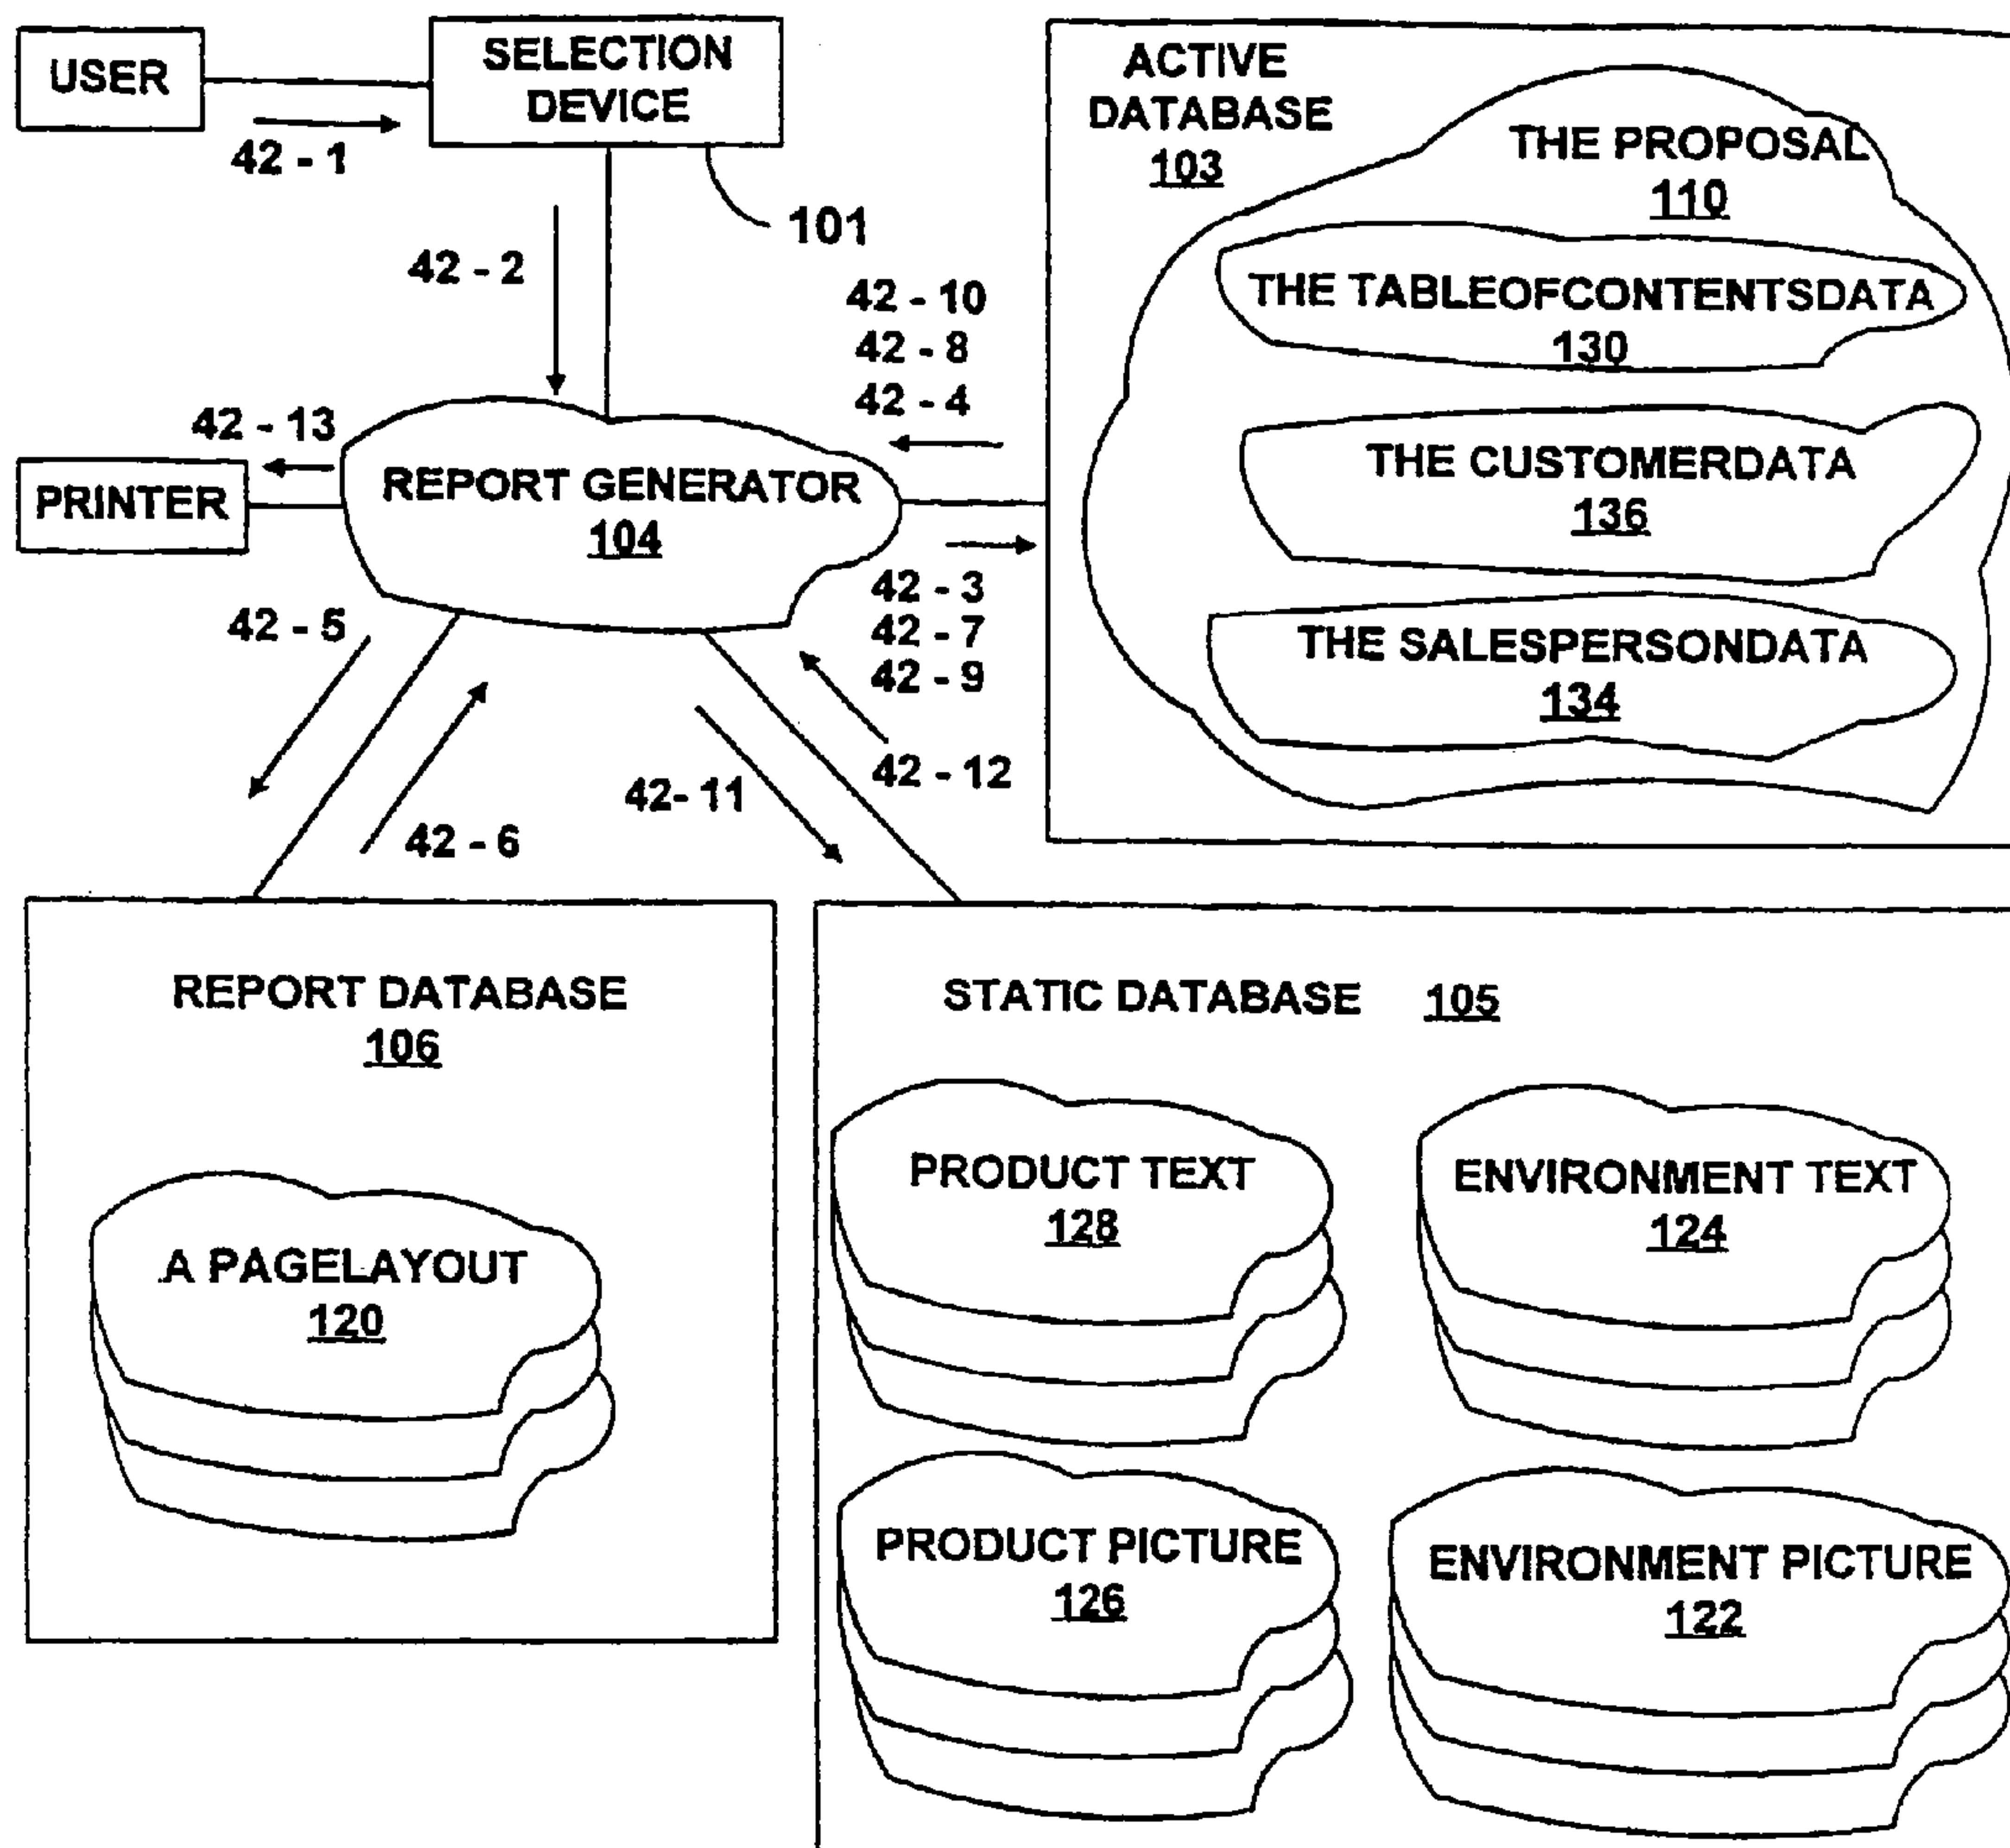 USER
SELECTION
DEVICE
42 - 1
101
42 - 2
ACTIVE
DATABASE
103
THE PROPOSAL
110
THE TABLEOFCONTENTSDATA
130
THE CUSTOMERDATA
136
THE SALESPERSONDATA
134
42 - 10
42 - 8
42 - 4
42 - 13
PRINTER
REPORT GENERATOR
104
42 - 3
42 - 7
42 - 9
42 - 5
42 - 6
42- 11
42 - 12
REPORT DATABASE
106
A PAGELAYOUT
120
STATIC DATABASE 105
PRODUCT TEXT
128
ENVIRONMENT TEXT
124
PRODUCT PICTURE
126
ENVIRONMENT PICTURE
122